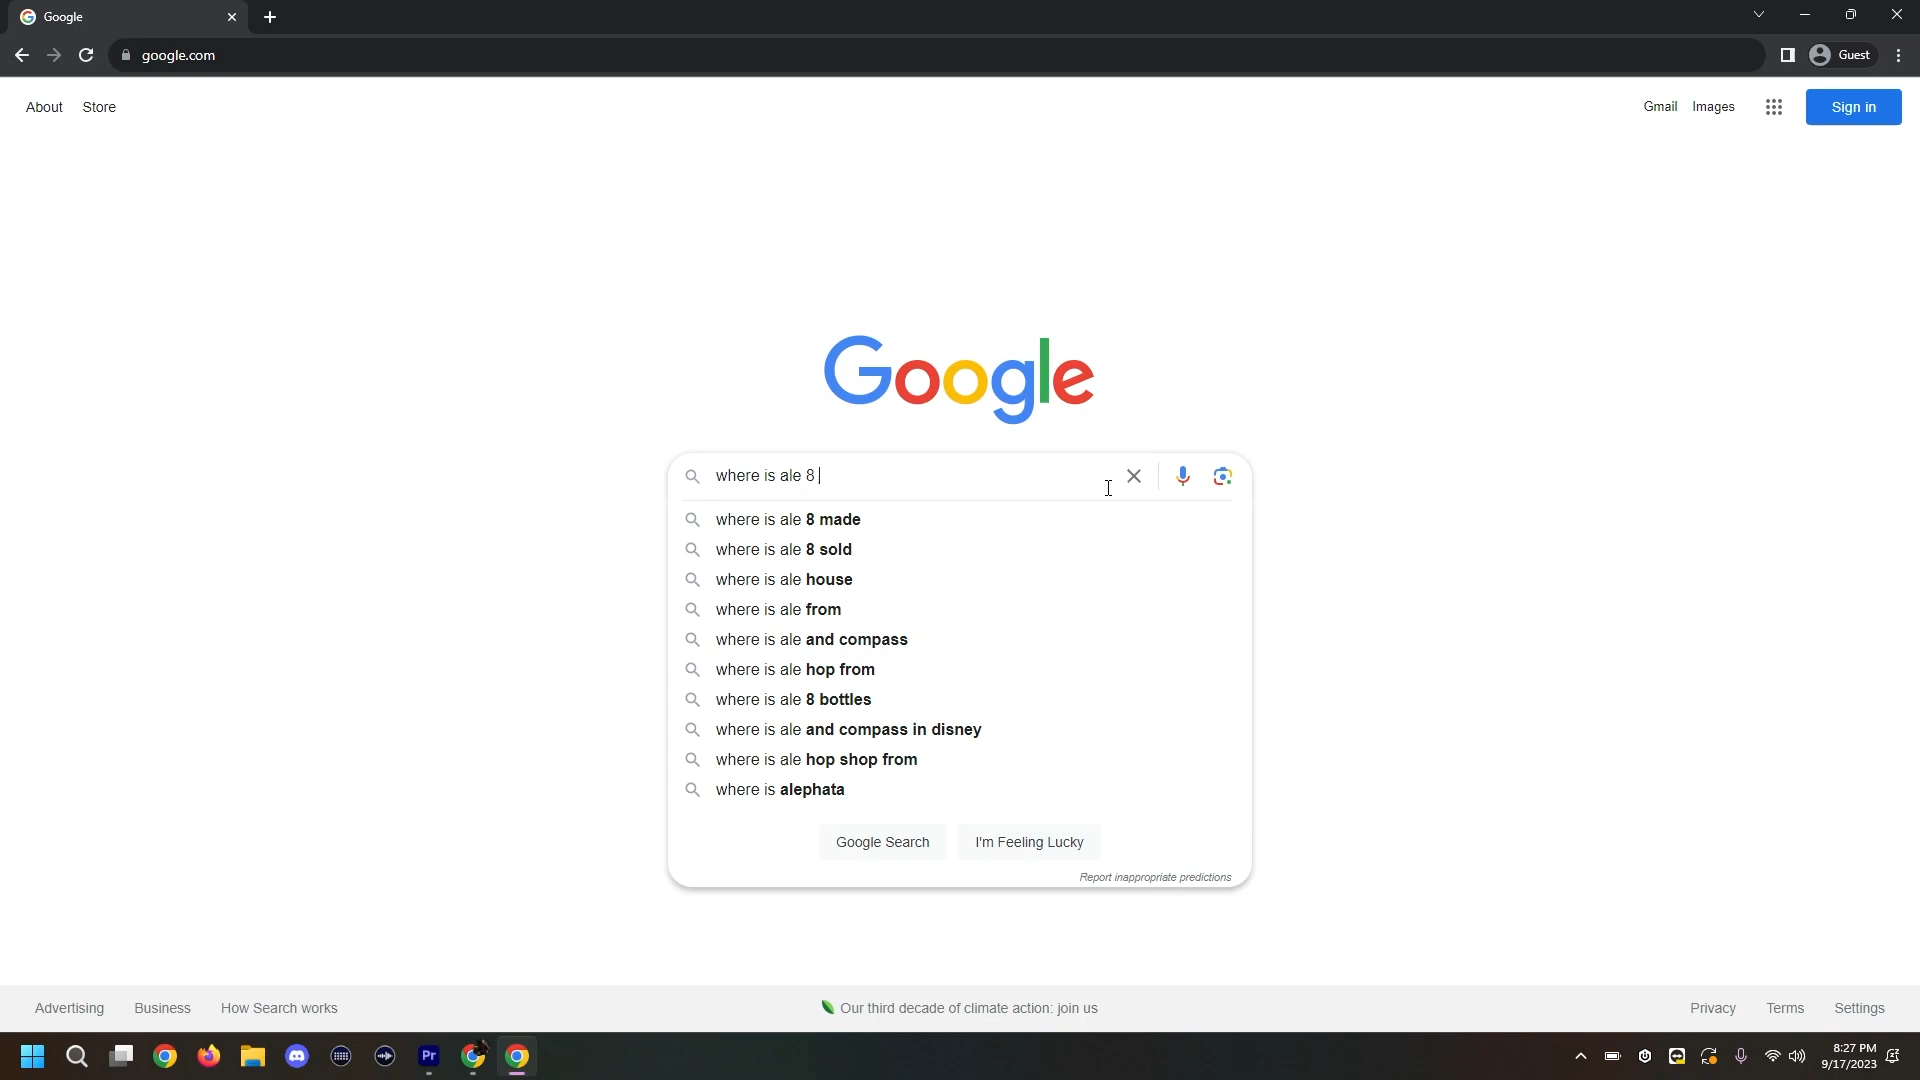 Google
google.com
Guest
About Store
Gmail Images Sign in
Google
where is ale 8
where is ale 8 made
where is ale 8 sold
where is ale house
where is ale from
where is ale and compass
where is ale hop from
where is ale 8 bottles
where is ale and compass in disney
where is ale hop shop from
where is alephata
Google Search I'm Feeling Lucky
Report inappropriate predictions
Advertising Business How Search works Our third decade of climate action: join us Privacy Terms Settings
Pr
8:27 PM
9/17/2023